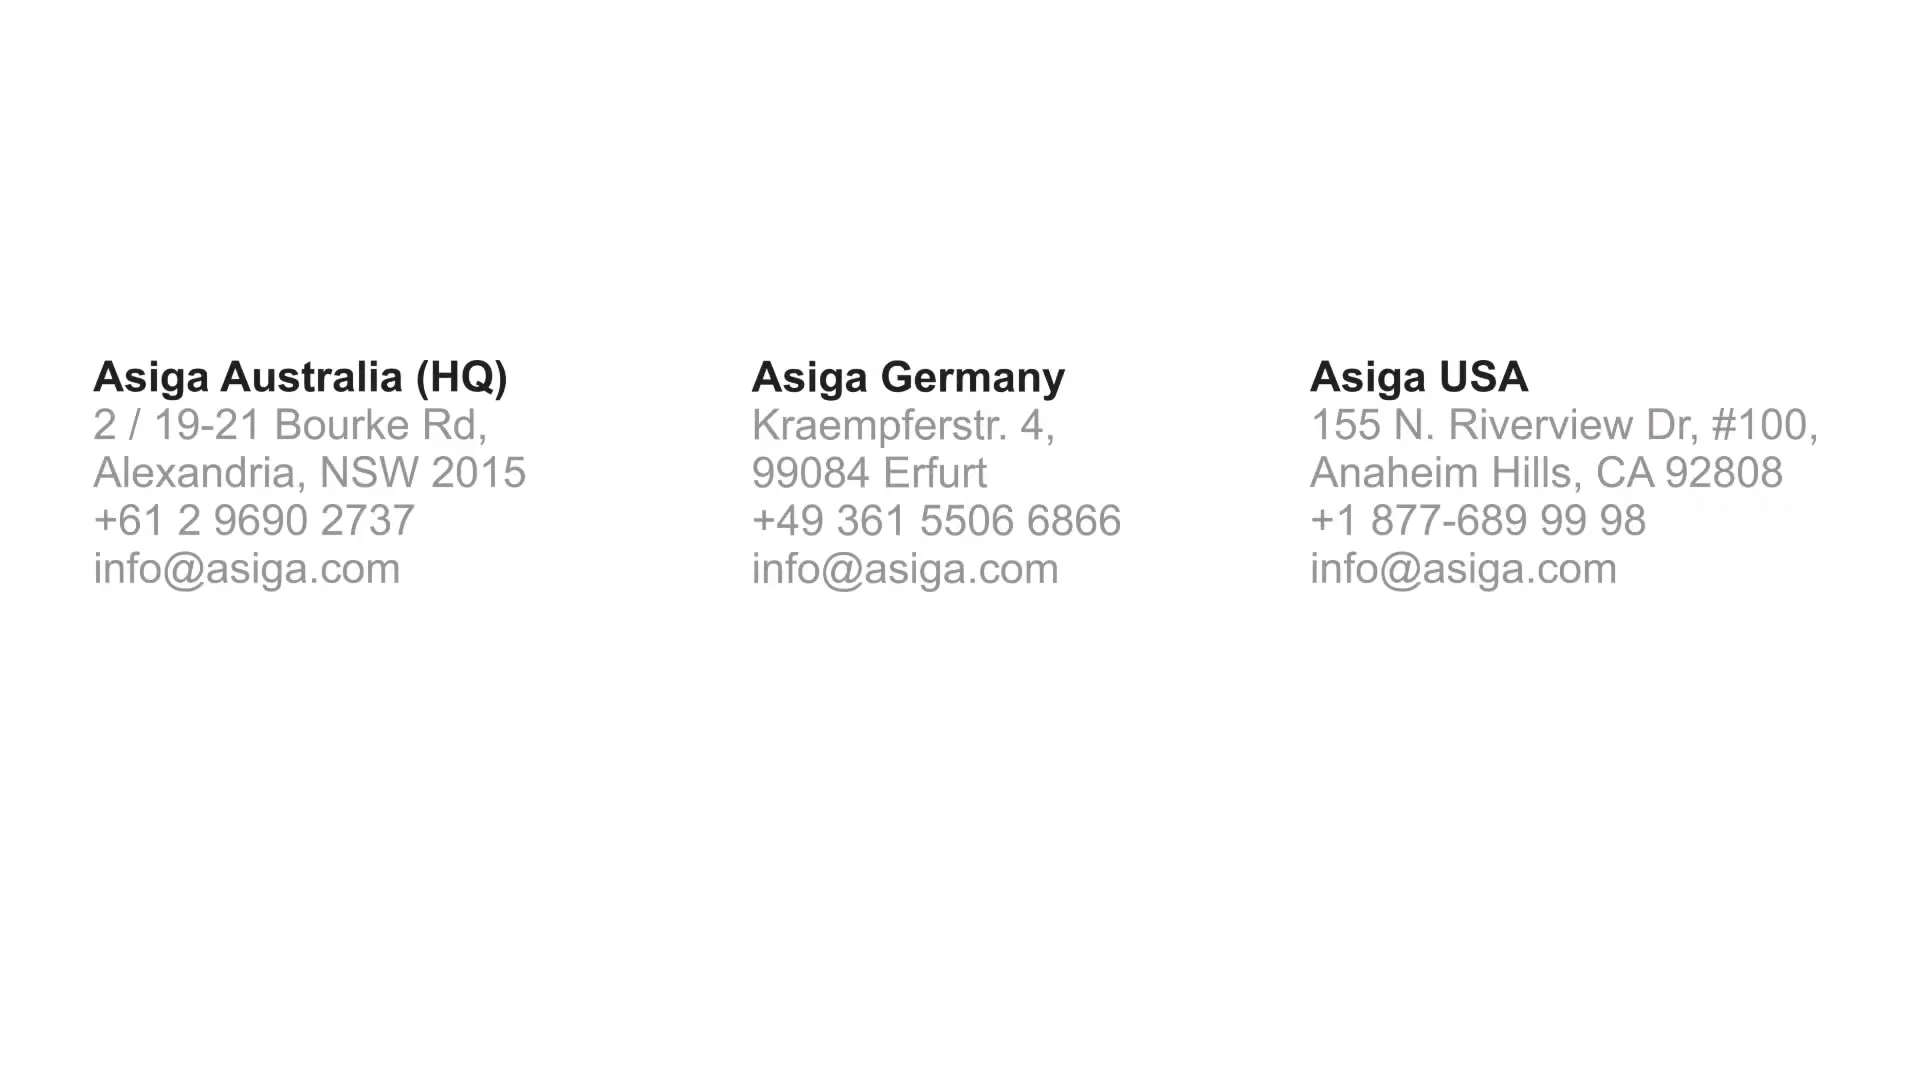 Asiga Australia (HQ)
2 / 19-21 Bourke Rd,
Alexandria, NSW 2015
+61 2 9690 2737
info@asiga.com
Asiga Germany
Kraempferstr. 4,
99084 Erfurt
+49 361 5506 6866
info@asiga.com
Asiga USA
155 N. Riverview Dr, #100,
Anaheim Hills, CA 92808
+1 877-689 99 98
info@asiga.com